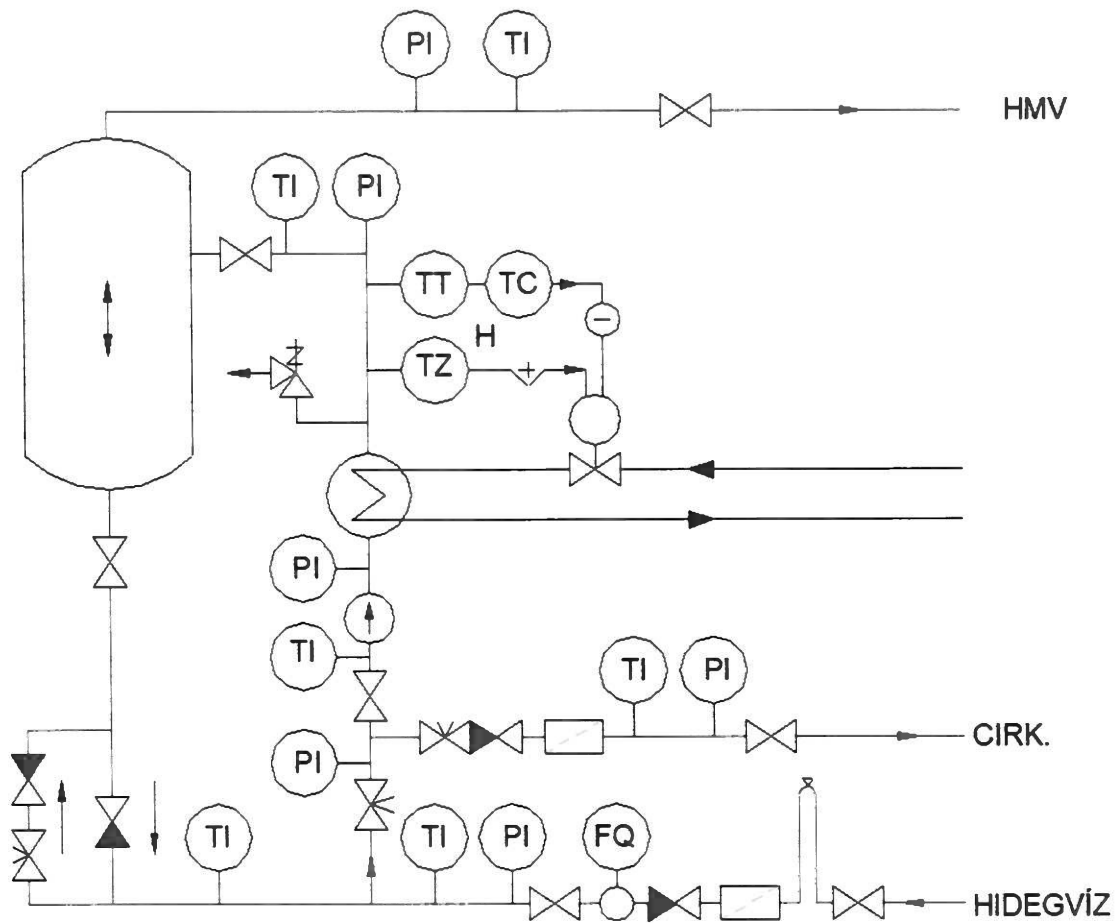 PI TI
HMV
TI PI
TT TC
H
TZ
PI
TI
TI PI
CIRK.
PI
TI TI PI FQ
HIDEGVÍZ